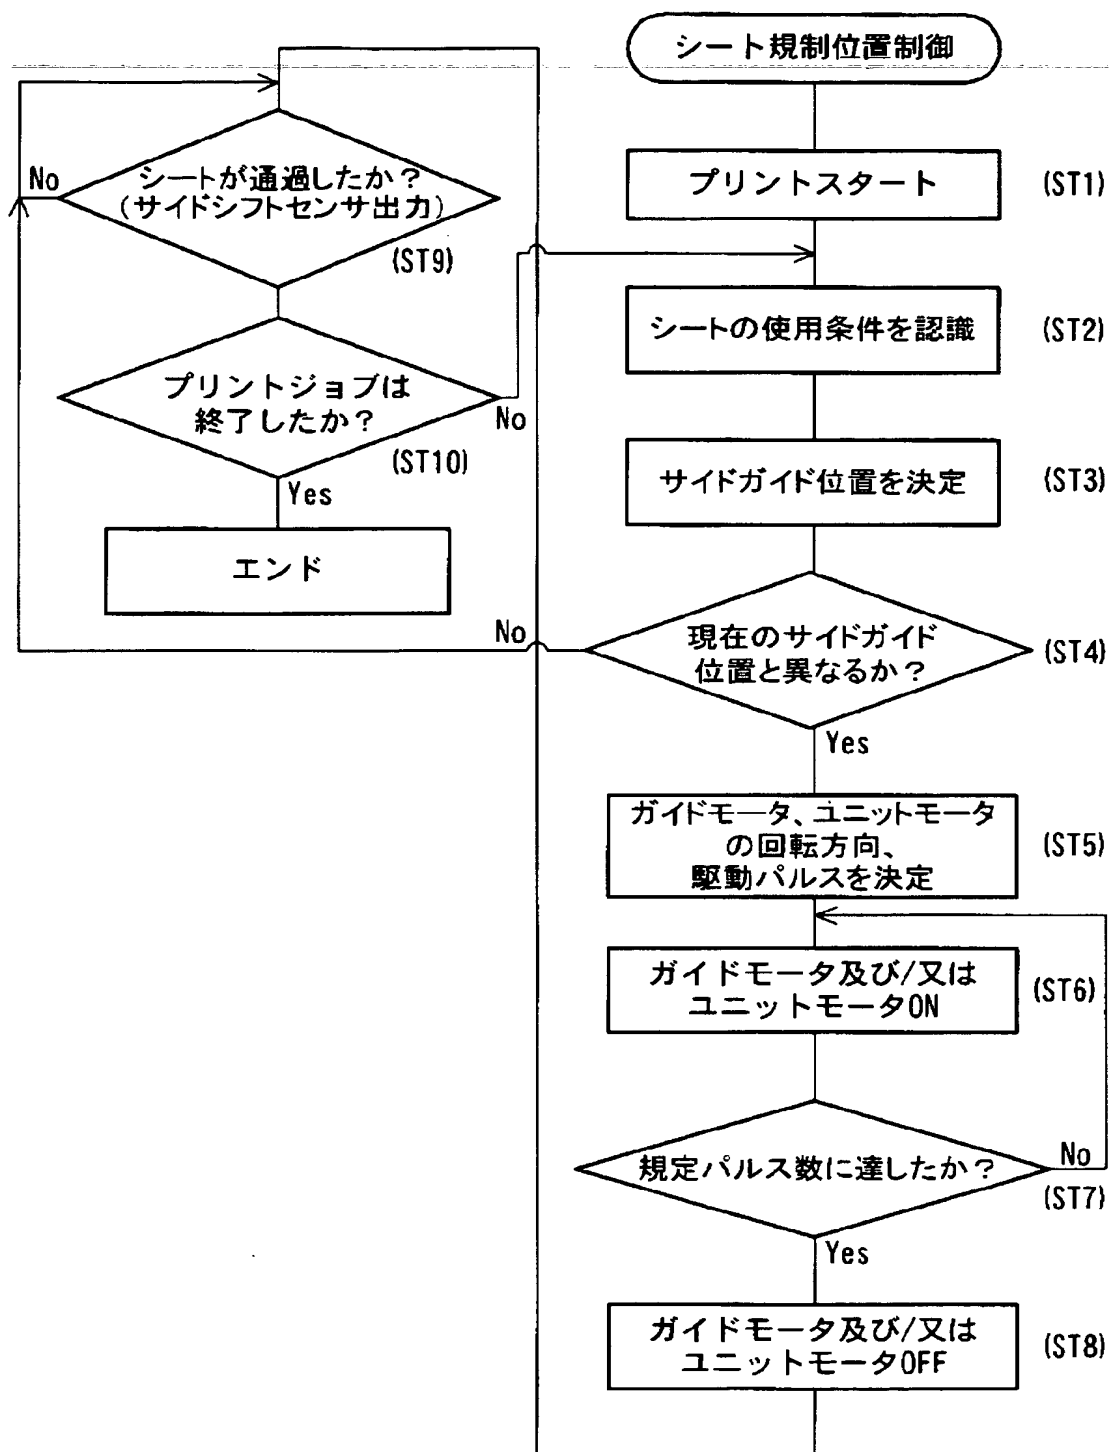 シート規制位置制御
プリントスタート
(ST1)
シートの使用条件を認識
(ST2)
サイドガイド位置を決定
(ST3)
現在のサイドガイド
位置と異なるか？
(ST4)
No
Yes
ガイドモータ、ユニットモータ
の回転方向、
駆動パルスを決定
(ST5)
ガイドモータ及び/又は
ユニットモータON
(ST6)
規定パルス数に達したか？
(ST7)
No
Yes
ガイドモータ及び/又は
ユニットモータOFF
(ST8)
シートが通過したか？
(サイドシフトセンサ出力)
(ST9)
No
プリントジョブは
終了したか？
(ST10)
No
Yes
エンド